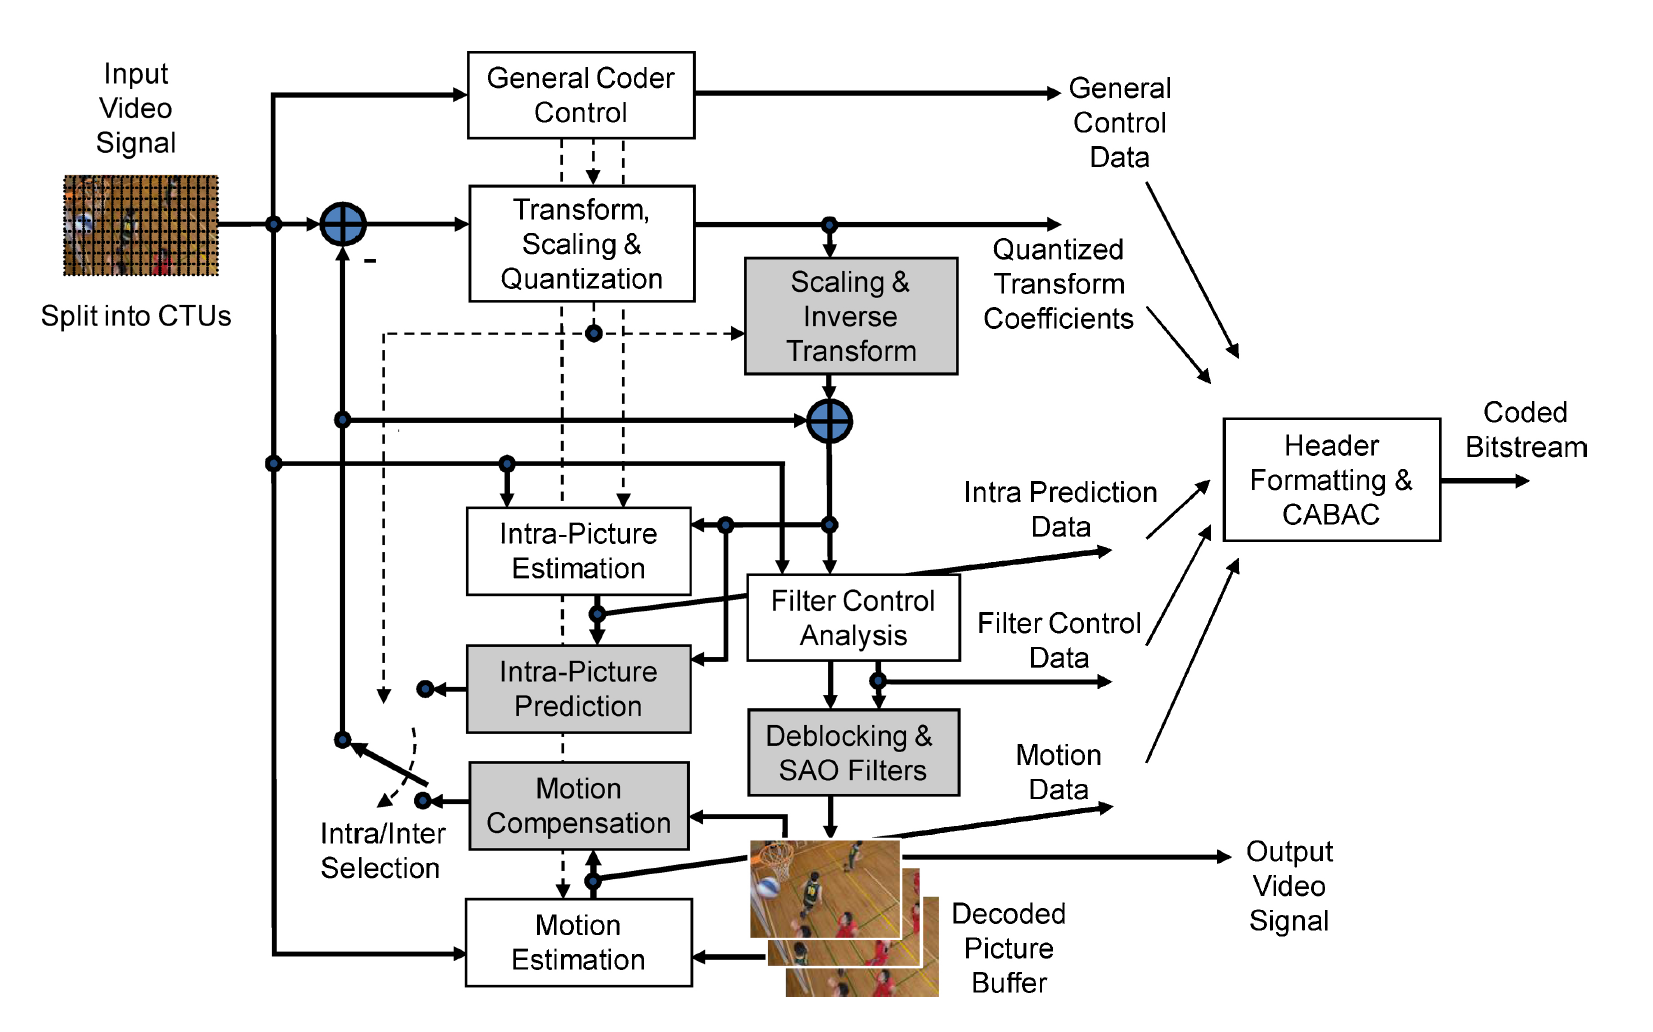 Input
Video
Signal
Split into CTUs
General Coder
Control
Transform,
Scaling &
Quantization
-
Scaling &
Inverse
Transform
Intra-Picture
Estimation
Intra-Picture
Prediction
Filter Control
Analysis
Deblocking &
SAO Filters
Motion
Compensation
Intra/Inter
Selection
Motion
Estimation
Decoded
Picture
Buffer
General
Control
Data
Quantized
Transform
Coefficients
Intra Prediction
Data
Filter Control
Data
Motion
Data
Header
Formatting &
CABAC
Coded
Bitstream
Output
Video
Signal